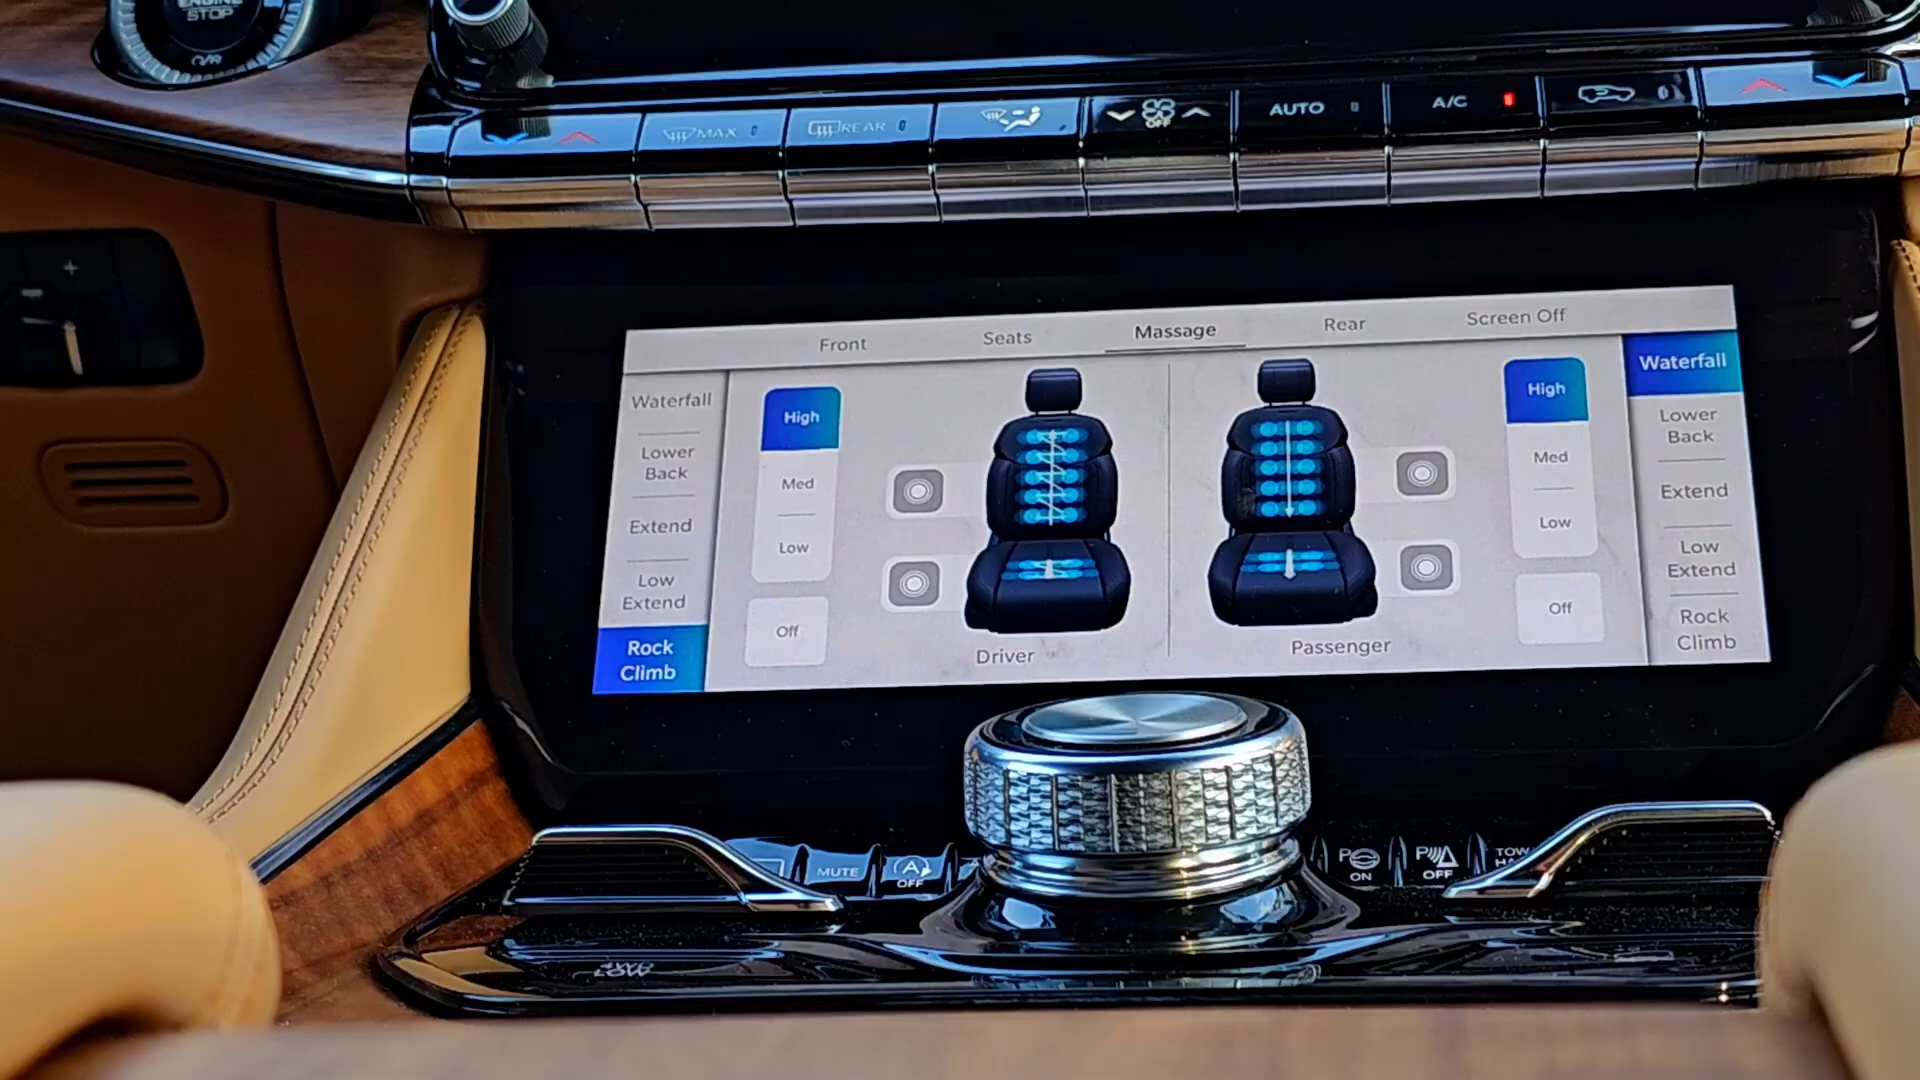 ENGINE
STOP
MAX
REAR
OFF
AUTO
A/C
Front
Seats
Massage
Rear
Screen Off
Waterfall
Lower
Back
Extend
Low
Extend
Rock
Climb
High
Med
Low
Off
Driver
Passenger
High
Med
Low
Off
Waterfall
Lower
Back
Extend
Low
Extend
Rock
Climb
MUTE
A
OFF
P
ON
P
OFF
TOW